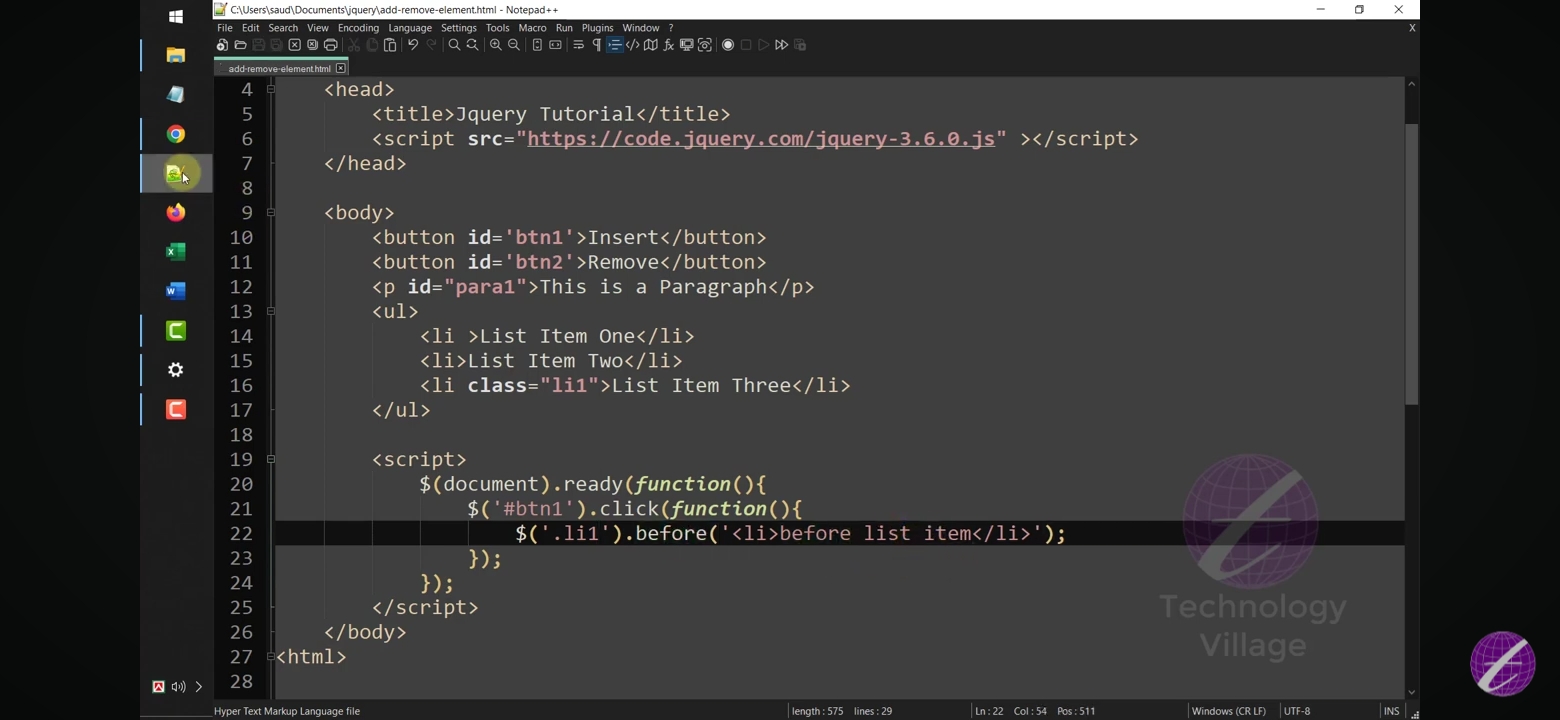 C:\Users\saud\Documents\jquery\add-remove-element.html - Notepad++
File Edit Search View Encoding Language Settings Tools Macro Run Plugins Window ? X
add-remove-element.html
4 <head>
5 <title>Jquery Tutorial</title>
6 <script src="https://code.jquery.com/jquery-3.6.0.js" ></script>
7 </head>
8
9 <body>
10 <button id='btn1'>Insert</button>
11 <button id='btn2'>Remove</button>
12 <p id="para1">This is a Paragraph</p>
13 <ul>
14 <li >List Item One</li>
15 <li>List Item Two</li>
16 <li class="li1">List Item Three</li>
17 </ul>
18
19 <script>
20 $(document).ready(function(){
21 $('#btn1').click(function(){
22 $('.li1').before('<li>before list item</li>');
23 });
24 });
25 </script>
26 </body>
27 <html>
28
Technology
Village
Hyper Text Markup Language file length : 575 lines : 29 Ln : 22 Col : 54 Pos : 511 Windows (CR LF) UTF-8 INS